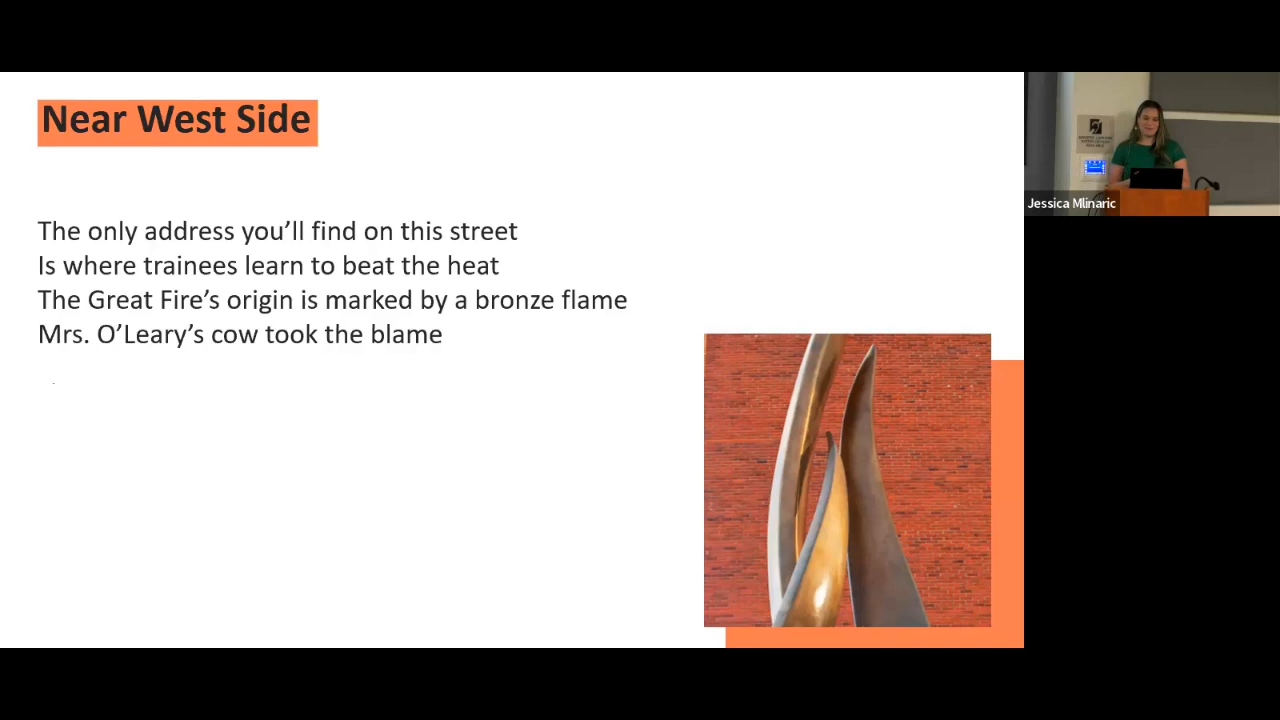 Near West Side
The only address you’ll find on this street
Is where trainees learn to beat the heat
The Great Fire’s origin is marked by a bronze flame
Mrs. O’Leary’s cow took the blame
Jessica Mlinaric